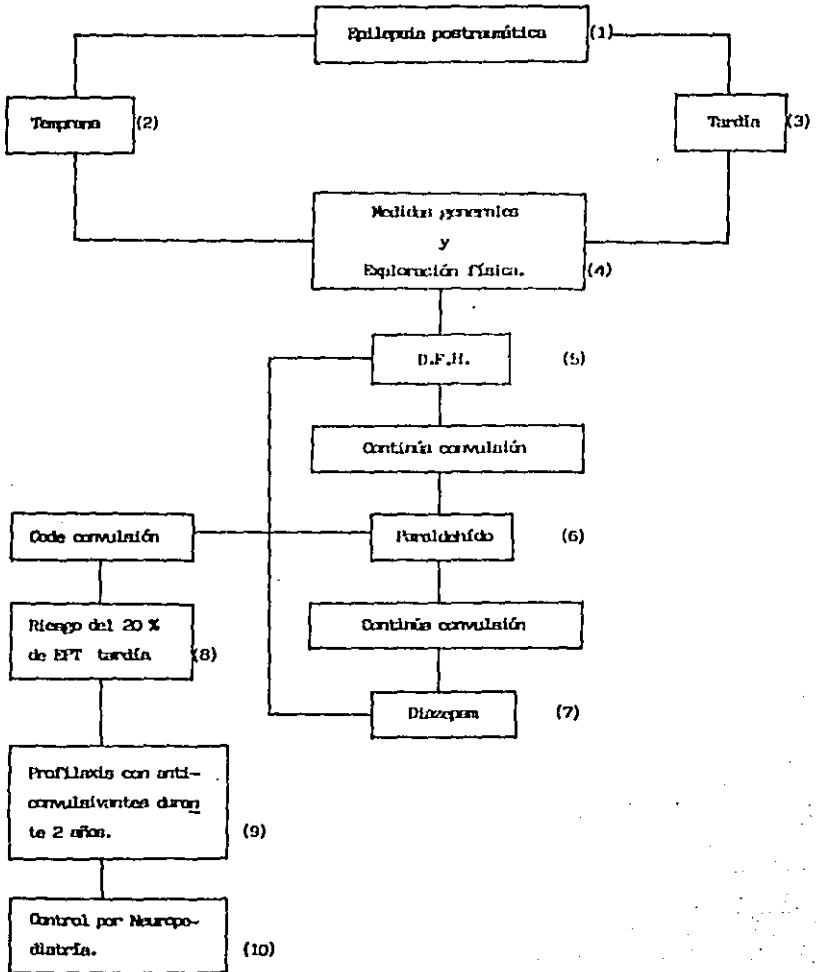 Epilepsia postraumática (1)
Temprana (2)
Tardía (3)
Medidas generales
y
Exploración física. (4)
D.F.H. (5)
Continúa convulsión
Cede convulsión
Paraldehído (6)
Riesgo del 20 %
de EPT tardía (8)
Continúa convulsión
Diazepam (7)
Profilaxis con anti-
convulsivantes duran
te 2 años. (9)
Control por Neurope-
diatría. (10)